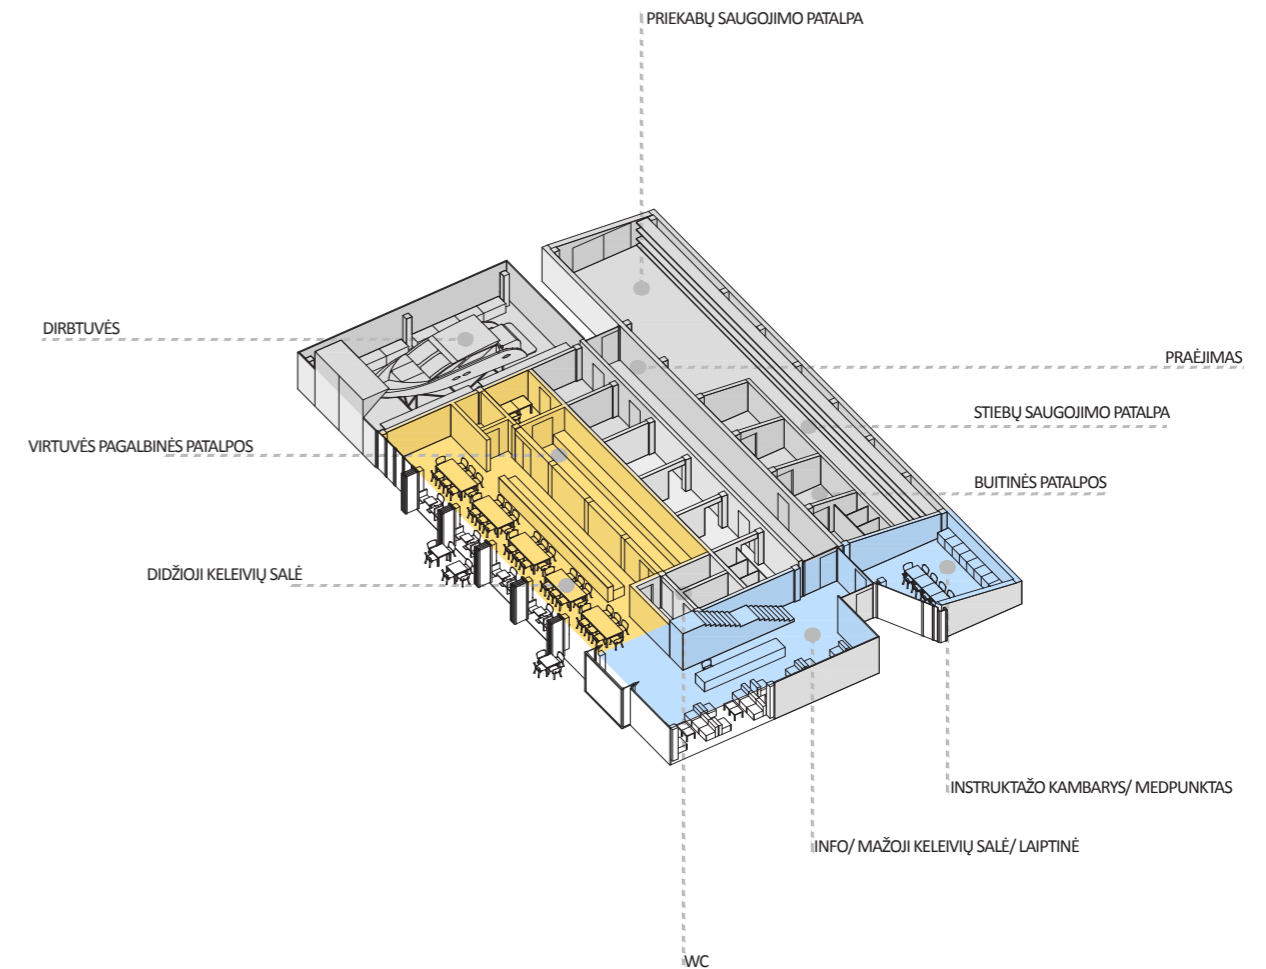 PRIEKABŲ SAUGOJIMO PATALPA
DIRBTUVĖS
PRAĖJIMAS
STIEBŲ SAUGOJIMO PATALPA
VIRTUVĖS PAGALBINĖS PATALPOS
BUITINĖS PATALPOS
DIDŽIOJI KELEIVIŲ SALĖ
INSTRUKTAŽO KAMBARYS/ MEDPUNKTAS
INFO/ MAŽOJI KELEIVIŲ SALĖ/ LAIPTINĖ
WC